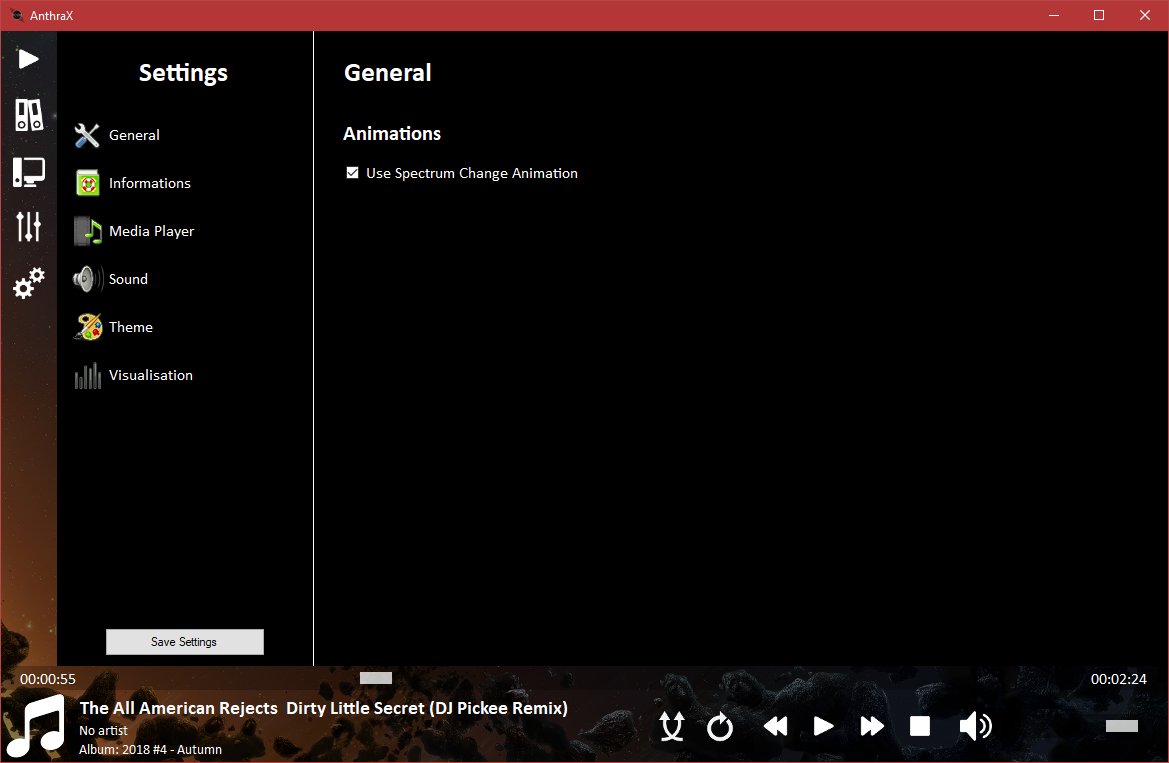 AnthraX
Settings
General
Informations
Media Player
Sound
Theme
Visualisation
Save Settings
General
Animations
Use Spectrum Change Animation
00:00:55
00:02:24
The All American Rejects  Dirty Little Secret (DJ Pickee Remix)
No artist
Album: 2018 #4 - Autumn